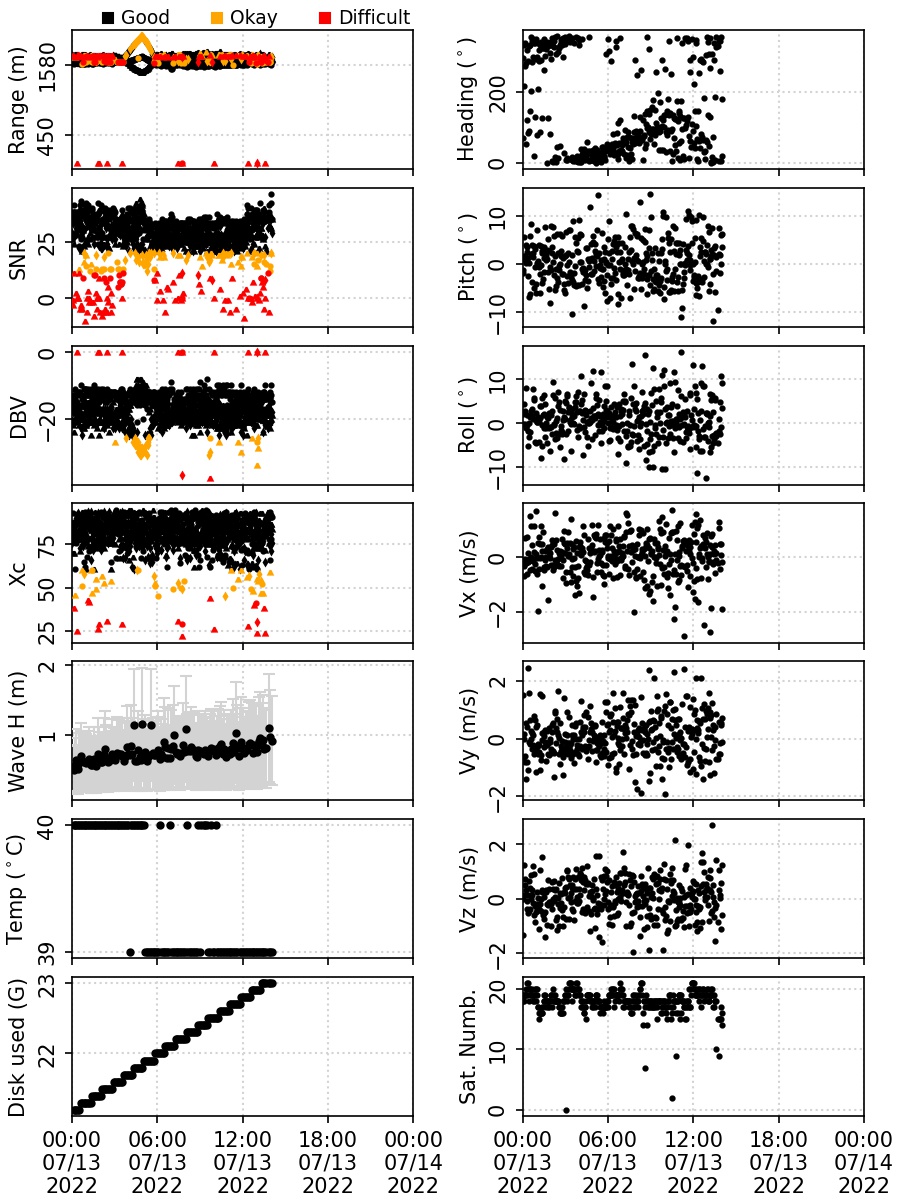 Good Okay Difficult
Range (m)
1580
450
Heading (°)
200
0
SNR
25
0
Pitch (°)
10
0
−10
DBV
0
−20
Roll (°)
10
0
−10
Xc
75
50
25
Vx (m/s)
0
−2
Wave H (m)
2
1
Vy (m/s)
2
0
−2
Temp (°C)
40
39
Vz (m/s)
2
0
−2
Disk used (G)
23
22
Sat. Numb.
20
10
0
00:00 06:00 12:00 18:00 00:00
07/13 07/13 07/13 07/13 07/14
2022 2022 2022 2022 2022
00:00 06:00 12:00 18:00 00:00
07/13 07/13 07/13 07/13 07/14
2022 2022 2022 2022 2022